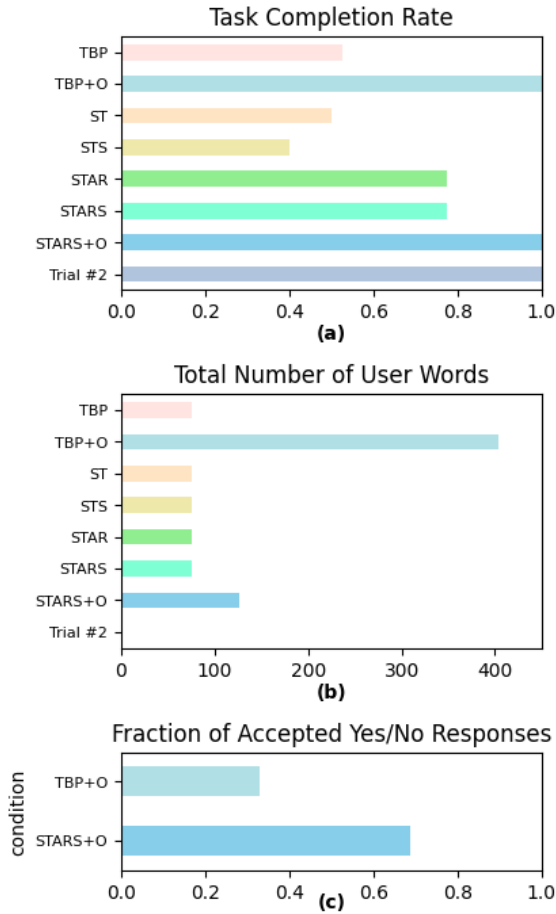 Task Completion Rate
TBP
TBP+O
ST
STS
STAR
STARS
STARS+O
Trial #2
0.0 0.2 0.4 0.6 0.8 1.0
(a)
Total Number of User Words
TBP
TBP+O
ST
STS
STAR
STARS
STARS+O
Trial #2
0 100 200 300 400
(b)
Fraction of Accepted Yes/No Responses
condition
TBP+O
STARS+O
0.0 0.2 0.4 0.6 0.8 1.0
(c)